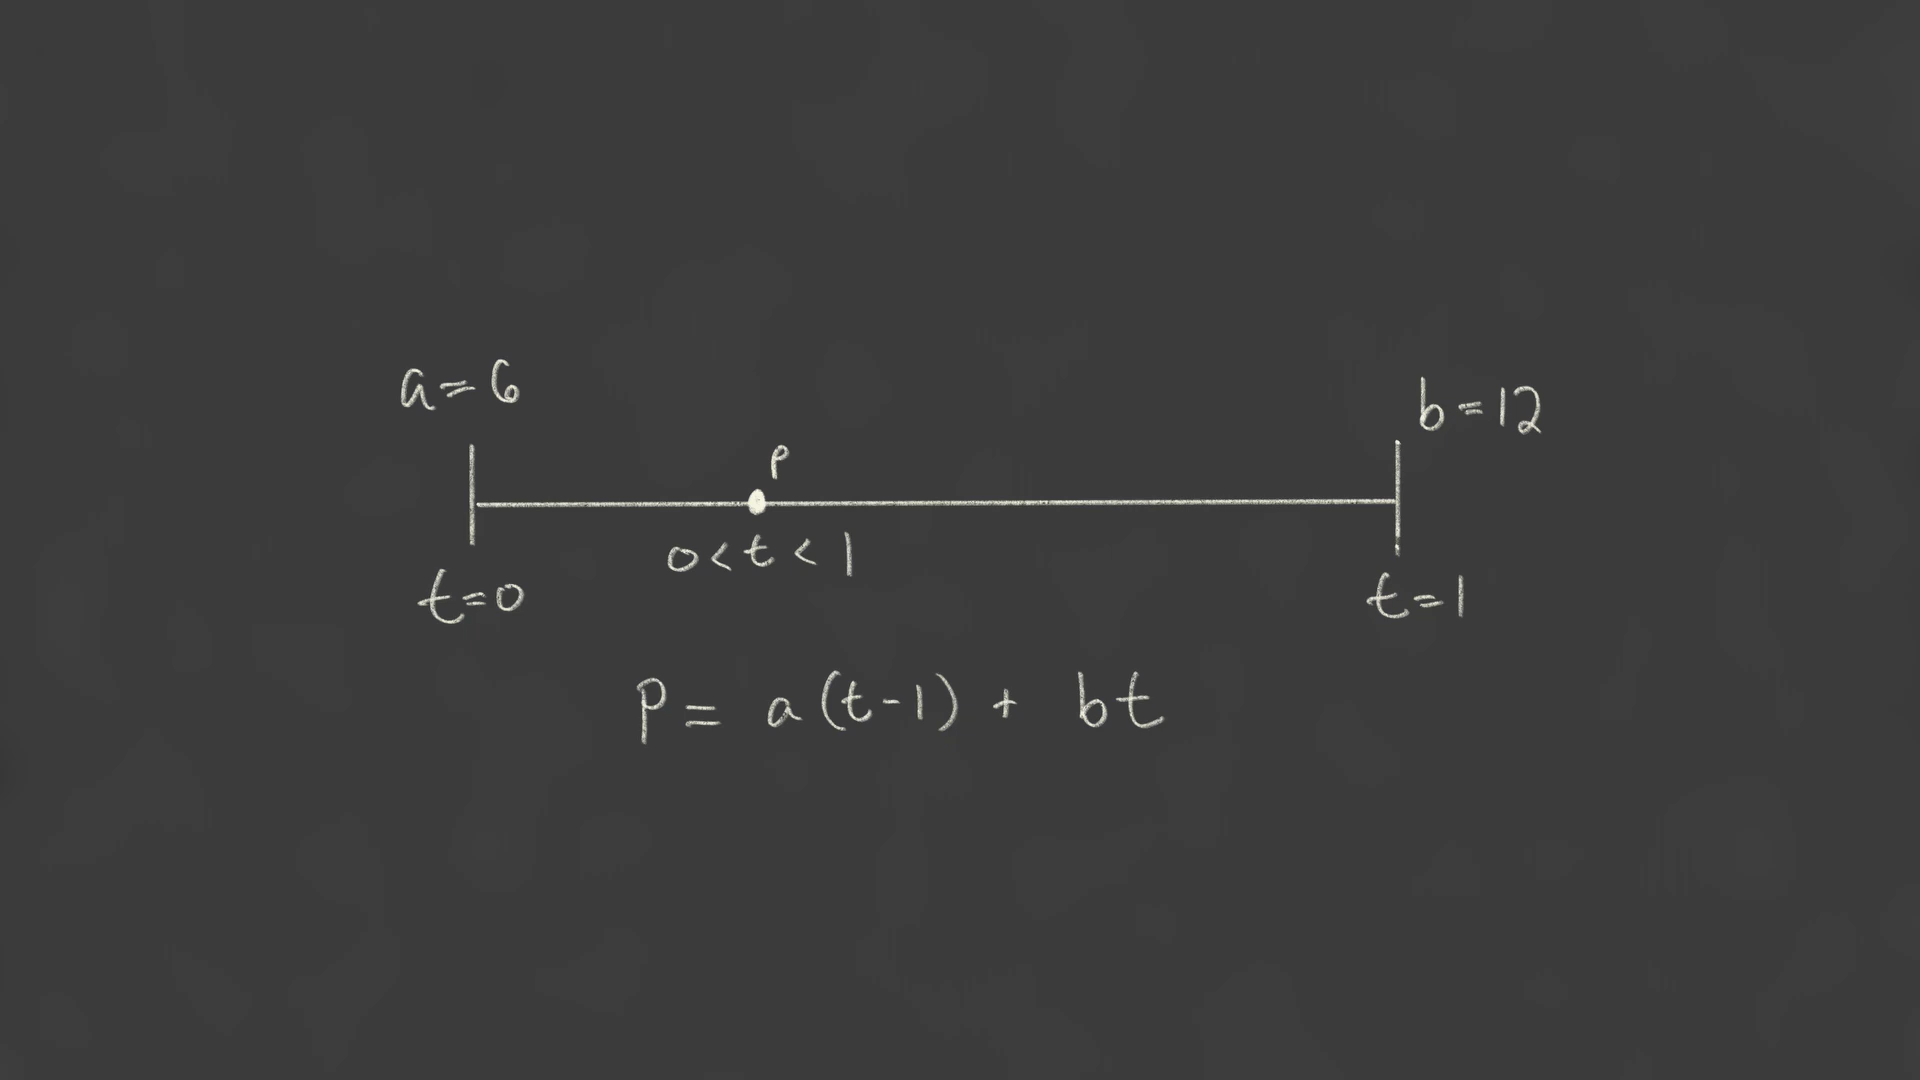 a=6
b=12
P
0<t<1
t=0
t=1
P= a(t-1) + bt